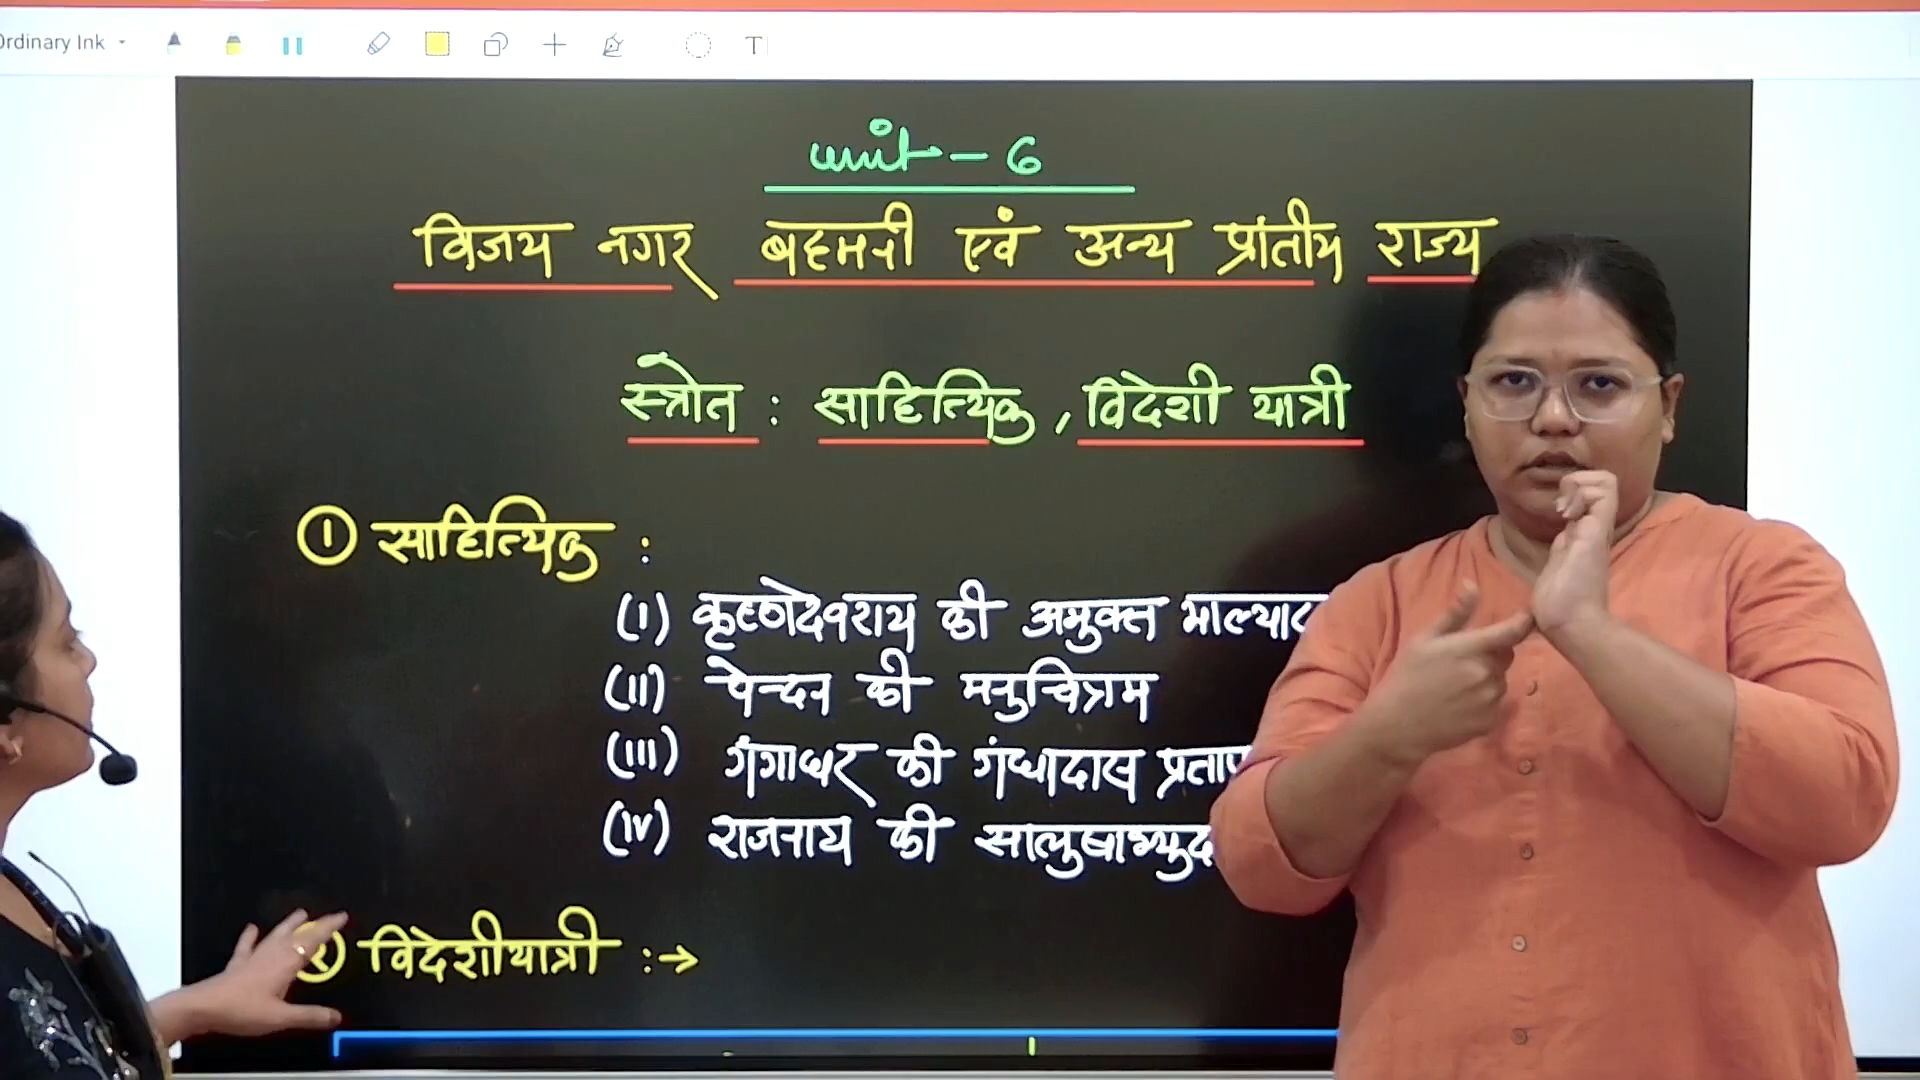 Ordinary Ink
T
unit - 6
विजय नगर बहमनी एवं अन्य प्रांतीय राज्य
स्त्रोत : साहित्यिक , विदेशी यात्री
① साहित्यिक :
(I) कृष्णदेवराय की अमुक्त माल्याद
(II) पेन्दन की मनुचित्रम
(III) गंगाधर की गंधादास प्रताप
(IV) राजनाथ की सालुवाभ्युद
② विदेशीयात्री :→